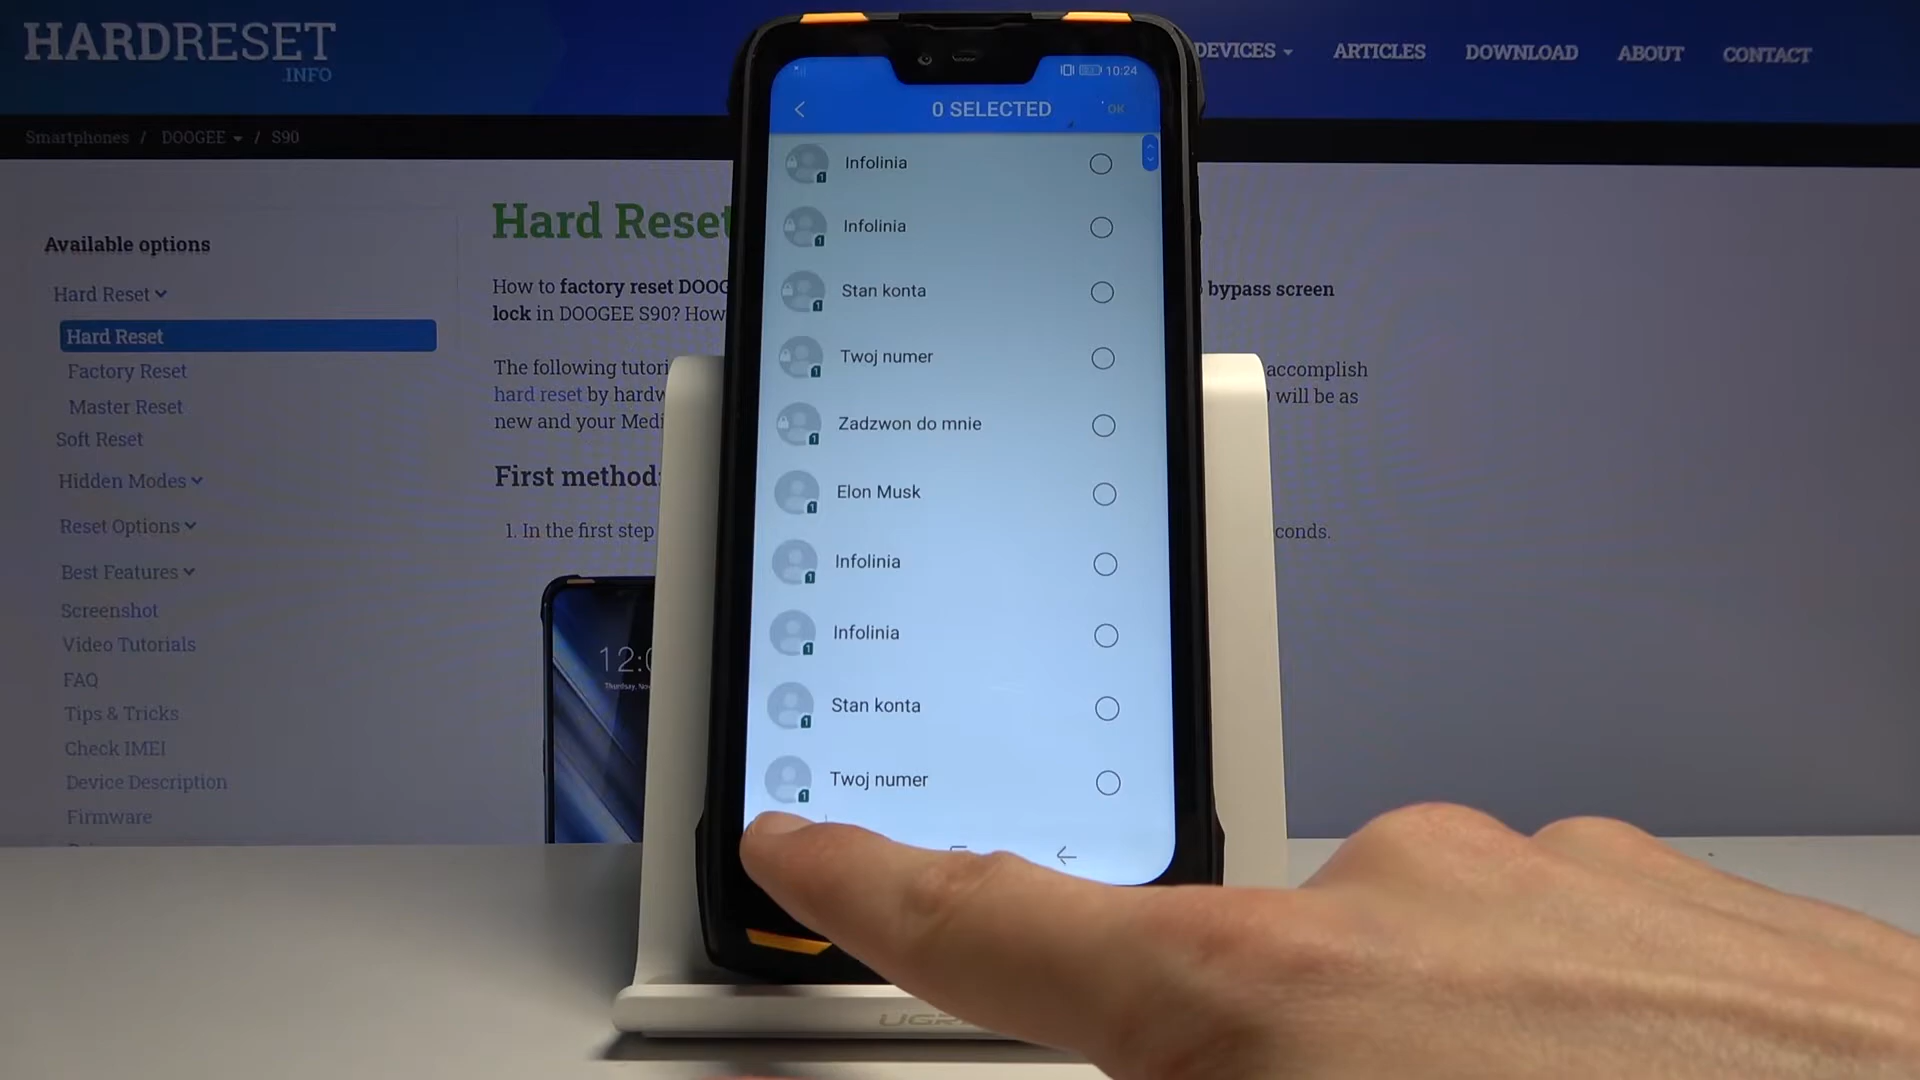 HARDRESET
.INFO
DEVICES
ARTICLES
DOWNLOAD
ABOUT
CONTACT
Smartphones / DOOGEE / S90
Available options
Hard Reset
Hard Reset
Factory Reset
Master Reset
Soft Reset
Hidden Modes
Reset Options
Best Features
Screenshot
Video Tutorials
FAQ
Tips & Tricks
Check IMEI
Device Description
Firmware
Hard Reset
How to factory reset DOOG
bypass screen
lock in DOOGEE S90? How
The following tutori
accomplish
hard reset by hardw
will be as
new and your Medi
First method:
1. In the first step
conds.
10:24
0 SELECTED
OK
Infolinia
Infolinia
Stan konta
Twoj numer
Zadzwon do mnie
Elon Musk
Infolinia
Infolinia
Stan konta
Twoj numer